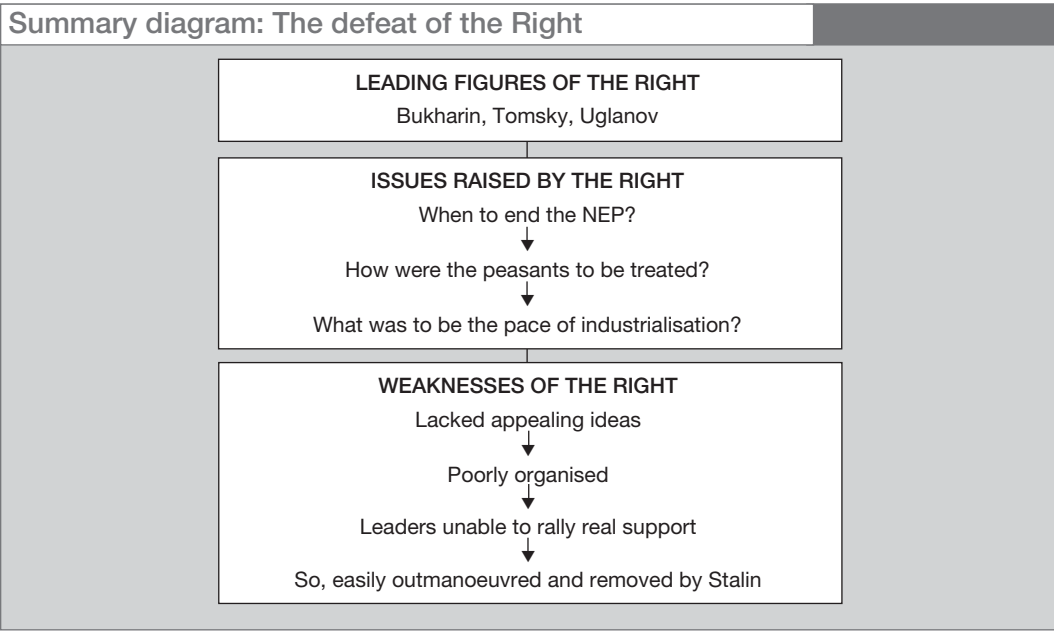 Summary diagram: The defeat of the Right
LEADING FIGURES OF THE RIGHT
Bukharin, Tomsky, Uglanov
ISSUES RAISED BY THE RIGHT
When to end the NEP?
How were the peasants to be treated?
What was to be the pace of industrialisation?
WEAKNESSES OF THE RIGHT
Lacked appealing ideas
Poorly organised
Leaders unable to rally real support
So, easily outmanoeuvred and removed by Stalin